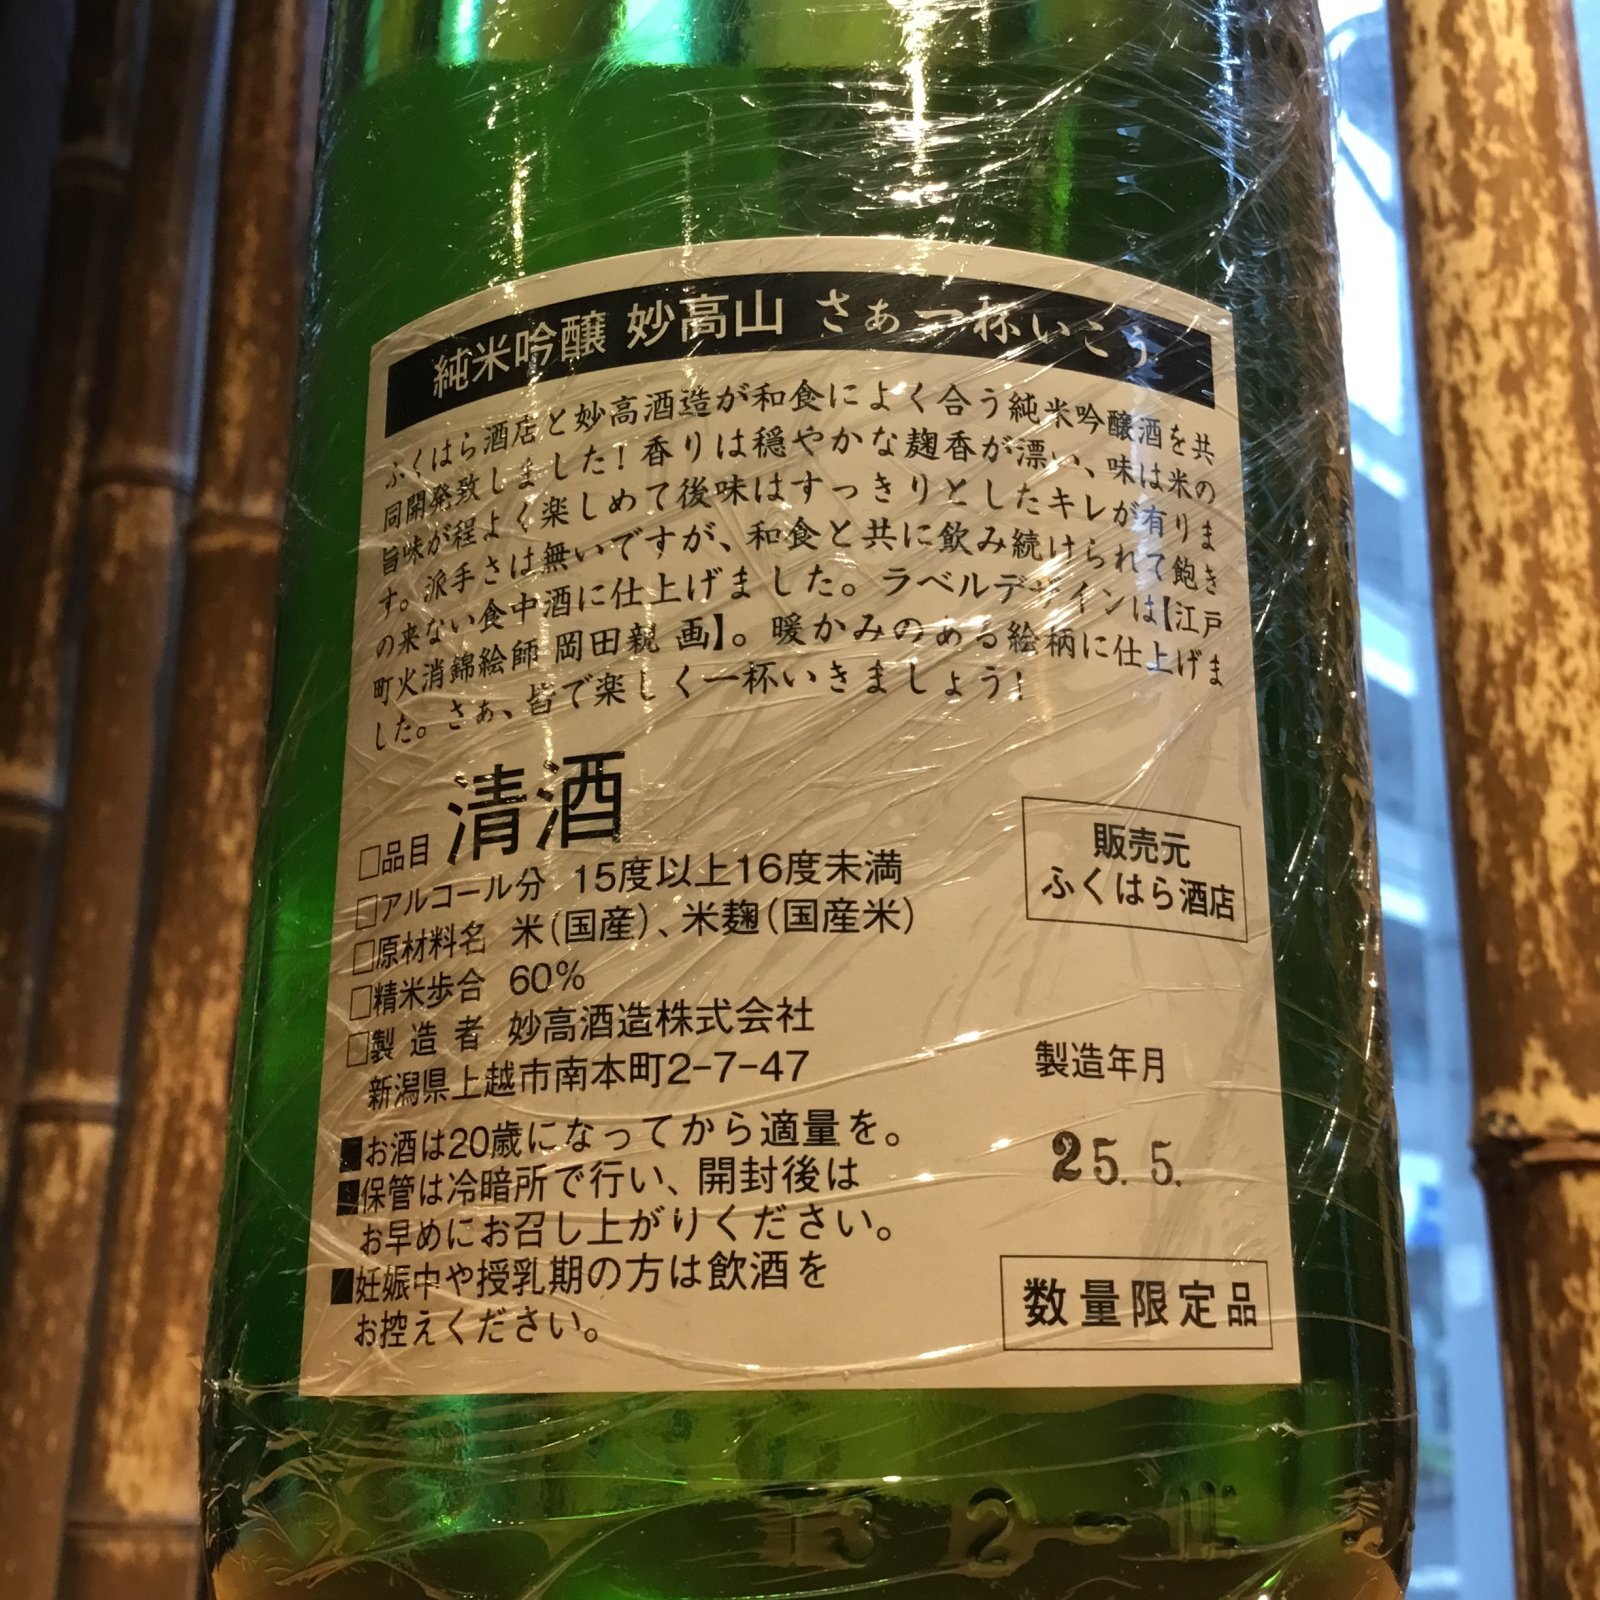 純米吟醸 妙高山 さぁ一杯いこう
ふくはら酒店と妙高酒造が和食によく合う純米吟醸酒を共
同開発致しました!香りは穏やかな麹香が漂い、味は米の
旨味が程よく楽しめて後味はすっきりとしたキレが有りま
す。派手さは無いですが、和食と共に飲み続けられて飽き
の来ない食中酒に仕上げました。ラベルデザインは【江戸
町火消錦絵師 岡田親 画】。暖かみのある絵柄に仕上げま
した。さぁ、皆で楽しく一杯いきましょう!
□品目 清酒
□アルコール分 15度以上16度未満
□原材料名 米(国産)、米麹(国産米)
□精米歩合 60%
□製造者 妙高酒造株式会社
新潟県上越市南本町2-7-47
■お酒は20歳になってから適量を。
■保管は冷暗所で行い、開封後は
お早めにお召し上がりください。
■妊娠中や授乳期の方は飲酒を
お控えください。
販売元
ふくはら酒店
製造年月
25.5.
数量限定品